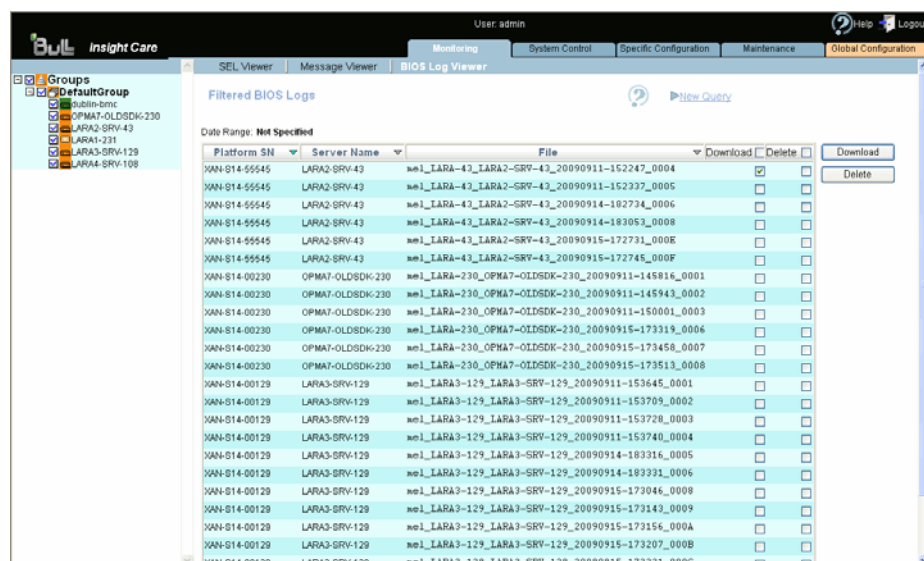 User: admin
Help Logou
Bull Insight Care
Monitoring System Control Specific Configuration Maintenance Global Configuration
SEL Viewer Message Viewer BIOS Log Viewer
Groups
DefaultGroup
dublin-bmc
OPMA7-OLDSDK-230
LARA2-SRV-43
LARA1-231
LARA3-SRV-129
LARA4-SRV-108
Filtered BIOS Logs
? New Query
Date Range: Not Specified
Platform SN Server Name File Download Delete
Download
Delete
XAN-S14-55545 LARA2-SRV-43 mel_LARA-43_LARA2-SRV-43_20090911-152247_0004
XAN-S14-55545 LARA2-SRV-43 mel_LARA-43_LARA2-SRV-43_20090911-152337_0005
XAN-S14-55545 LARA2-SRV-43 mel_LARA-43_LARA2-SRV-43_20090914-182734_0006
XAN-S14-55545 LARA2-SRV-43 mel_LARA-43_LARA2-SRV-43_20090914-183053_0008
XAN-S14-55545 LARA2-SRV-43 mel_LARA-43_LARA2-SRV-43_20090915-172731_000E
XAN-S14-55545 LARA2-SRV-43 mel_LARA-43_LARA2-SRV-43_20090915-172745_000F
XAN-S14-00230 OPMA7-OLDSDK-230 mel_LARA-230_OPMA7-OLDSDK-230_20090911-145816_0001
XAN-S14-00230 OPMA7-OLDSDK-230 mel_LARA-230_OPMA7-OLDSDK-230_20090911-145943_0002
XAN-S14-00230 OPMA7-OLDSDK-230 mel_LARA-230_OPMA7-OLDSDK-230_20090911-150001_0003
XAN-S14-00230 OPMA7-OLDSDK-230 mel_LARA-230_OPMA7-OLDSDK-230_20090915-173319_0006
XAN-S14-00230 OPMA7-OLDSDK-230 mel_LARA-230_OPMA7-OLDSDK-230_20090915-173458_0007
XAN-S14-00230 OPMA7-OLDSDK-230 mel_LARA-230_OPMA7-OLDSDK-230_20090915-173513_0008
XAN-S14-00129 LARA3-SRV-129 mel_LARA3-129_LARA3-SRV-129_20090911-153645_0001
XAN-S14-00129 LARA3-SRV-129 mel_LARA3-129_LARA3-SRV-129_20090911-153709_0002
XAN-S14-00129 LARA3-SRV-129 mel_LARA3-129_LARA3-SRV-129_20090911-153728_0003
XAN-S14-00129 LARA3-SRV-129 mel_LARA3-129_LARA3-SRV-129_20090911-153740_0004
XAN-S14-00129 LARA3-SRV-129 mel_LARA3-129_LARA3-SRV-129_20090914-183316_0005
XAN-S14-00129 LARA3-SRV-129 mel_LARA3-129_LARA3-SRV-129_20090914-183331_0006
XAN-S14-00129 LARA3-SRV-129 mel_LARA3-129_LARA3-SRV-129_20090915-173046_0008
XAN-S14-00129 LARA3-SRV-129 mel_LARA3-129_LARA3-SRV-129_20090915-173143_0009
XAN-S14-00129 LARA3-SRV-129 mel_LARA3-129_LARA3-SRV-129_20090915-173156_000A
XAN-S14-00129 LARA3-SRV-129 mel_LARA3-129_LARA3-SRV-129_20090915-173207_000B